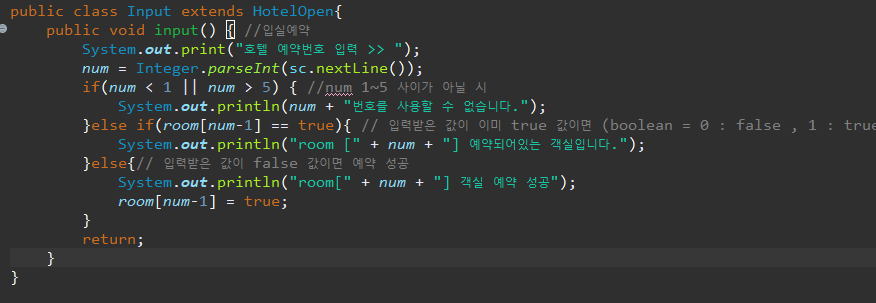 public class Input extends HotelOpen{
    public void input() { //입실예약
        System.out.print("호텔 예약번호 입력 >> ");
        num = Integer.parseInt(sc.nextLine());
        if(num < 1 || num > 5) { //num 1~5 사이가 아닐 시
            System.out.println(num + "번호를 사용할 수 없습니다.");
        }else if(room[num-1] == true){ // 입력받은 값이 이미 true 값이면 (boolean = 0 : false , 1 : true
            System.out.println("room [" + num + "] 예약되어있는 객실입니다.");
        }else{// 입력받은 값이 false 값이면 예약 성공
            System.out.println("room[" + num + "] 객실 예약 성공");
            room[num-1] = true;
        }
        return;
    }
}